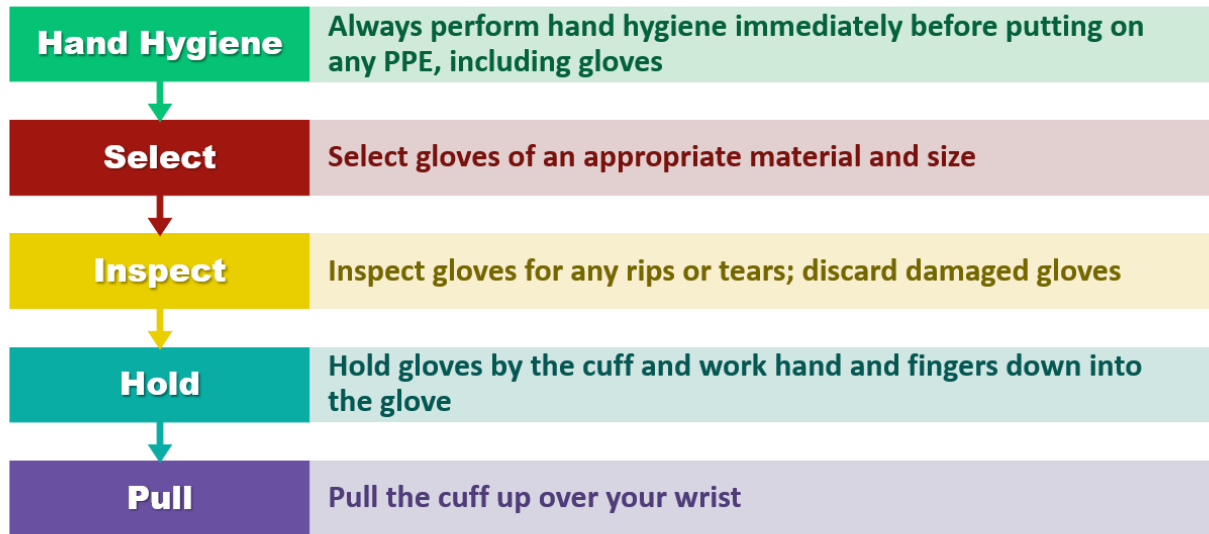 Hand Hygiene
Always perform hand hygiene immediately before putting on
any PPE, including gloves
Select
Select gloves of an appropriate material and size
Inspect
Inspect gloves for any rips or tears; discard damaged gloves
Hold
Hold gloves by the cuff and work hand and fingers down into
the glove
Pull
Pull the cuff up over your wrist